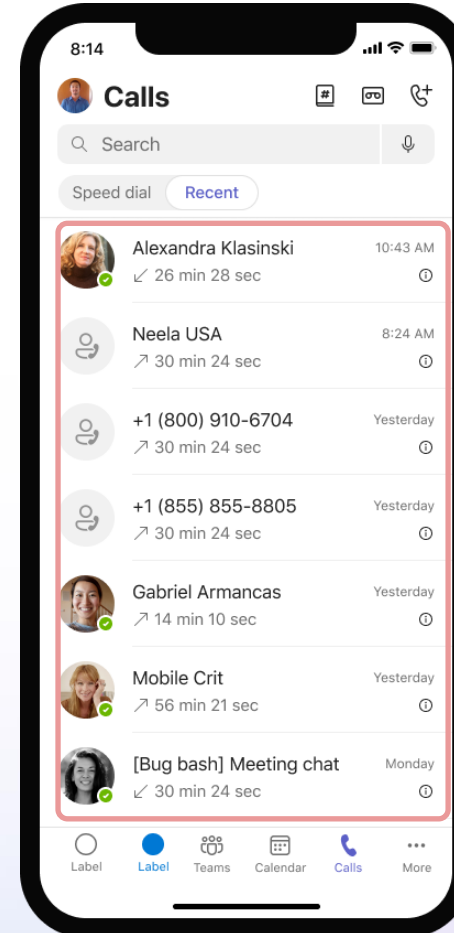 8:14
Calls
#
Search
Speed dial Recent
Alexandra Klasinski 10:43 AM
↙ 26 min 28 sec
Neela USA 8:24 AM
↗ 30 min 24 sec
+1 (800) 910-6704 Yesterday
↗ 30 min 24 sec
+1 (855) 855-8805 Yesterday
↗ 30 min 24 sec
Gabriel Armancas Yesterday
↗ 14 min 10 sec
Mobile Crit Yesterday
↗ 56 min 21 sec
[Bug bash] Meeting chat Monday
↙ 30 min 24 sec
Label Label Teams Calendar Calls More